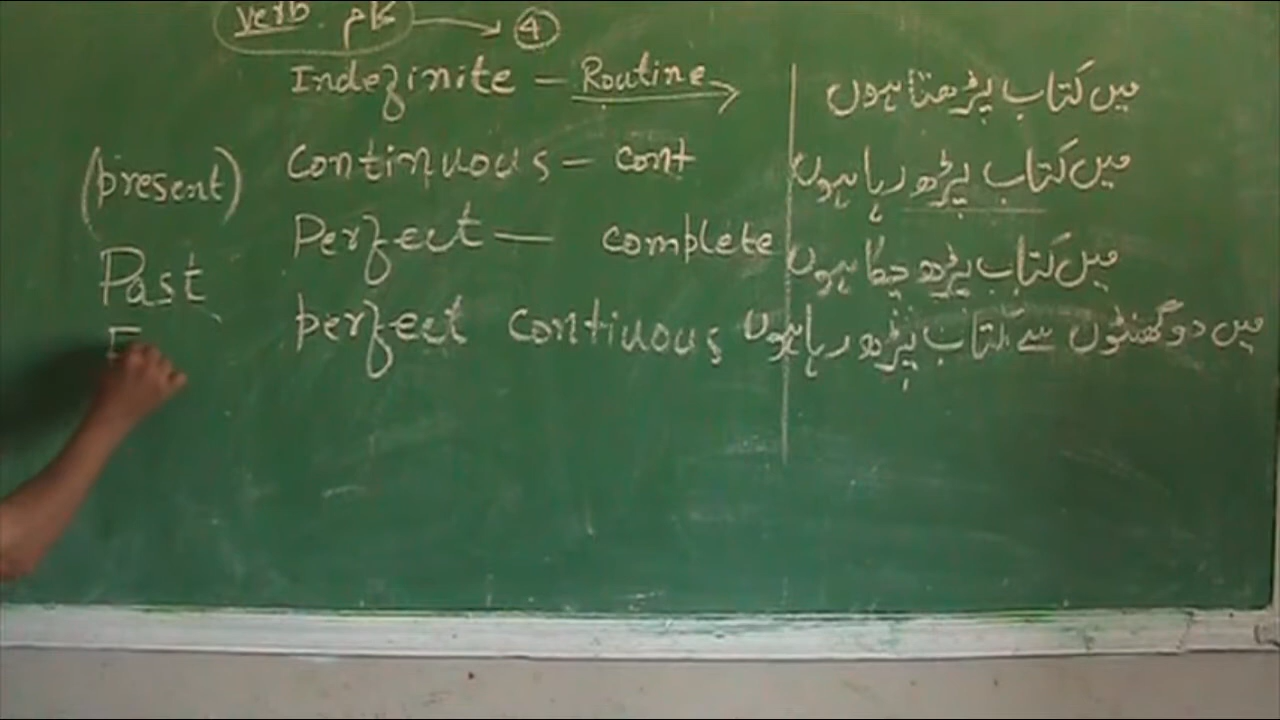 verb. کام → ④
Indefinite – Routine → میں کتاب پڑھتا ہوں
(present) Continuous – cont میں کتاب پڑھ رہا ہوں
Perfect – complete میں کتاب پڑھ چکا ہوں
Past
perfect contiuous میں دو گھنٹوں سے کتاب پڑھ رہا ہوں
F